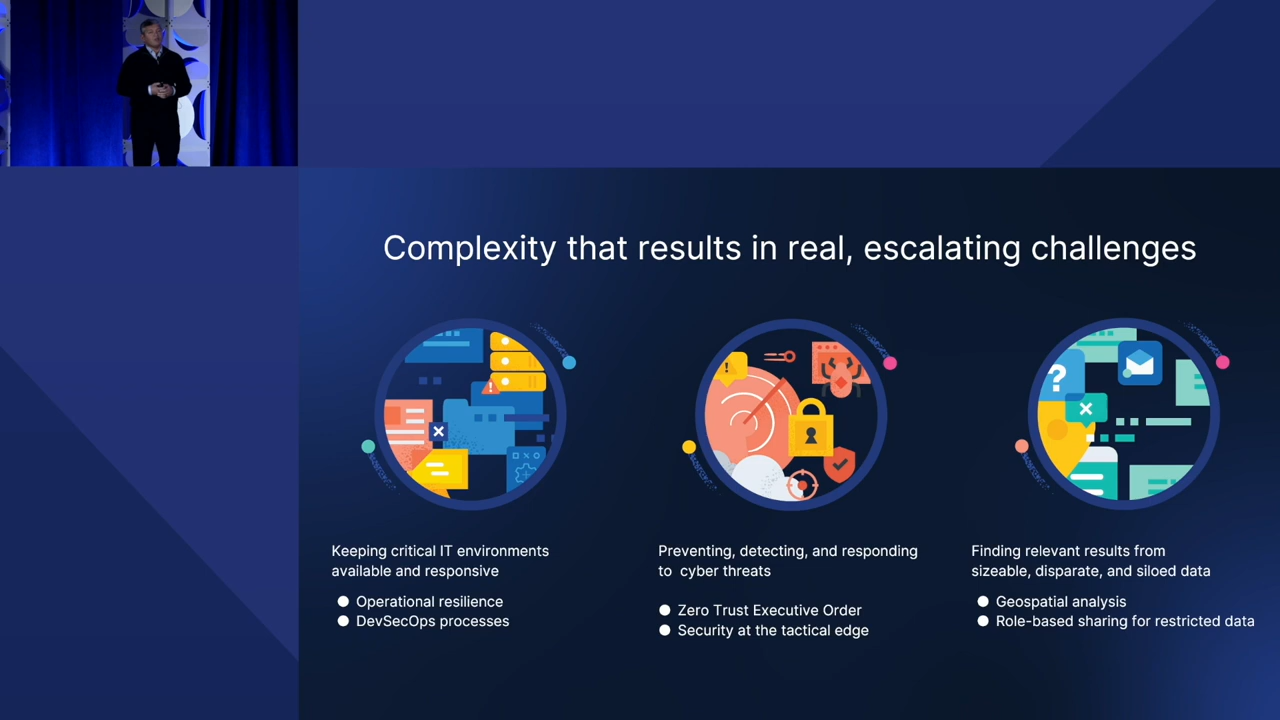 Complexity that results in real, escalating challenges
Keeping critical IT environments
available and responsive
● Operational resilience
● DevSecOps processes
Preventing, detecting, and responding
to  cyber threats
● Zero Trust Executive Order
● Security at the tactical edge
Finding relevant results from
sizeable, disparate, and siloed data
● Geospatial analysis
● Role-based sharing for restricted data